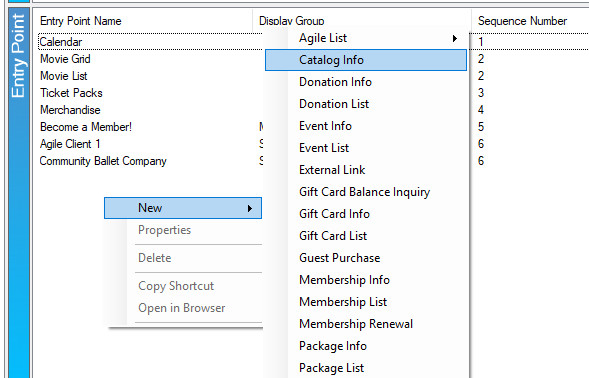 Entry Point
Entry Point Name Display Group Sequence Number
Calendar 1
Movie Grid 2
Movie List 2
Ticket Packs 3
Merchandise 4
Become a Member! 5
Agile Client 1 6
Community Ballet Company 6
New
Properties
Delete
Copy Shortcut
Open in Browser
Agile List
Catalog Info
Donation Info
Donation List
Event Info
Event List
External Link
Gift Card Balance Inquiry
Gift Card Info
Gift Card List
Guest Purchase
Membership Info
Membership List
Membership Renewal
Package Info
Package List